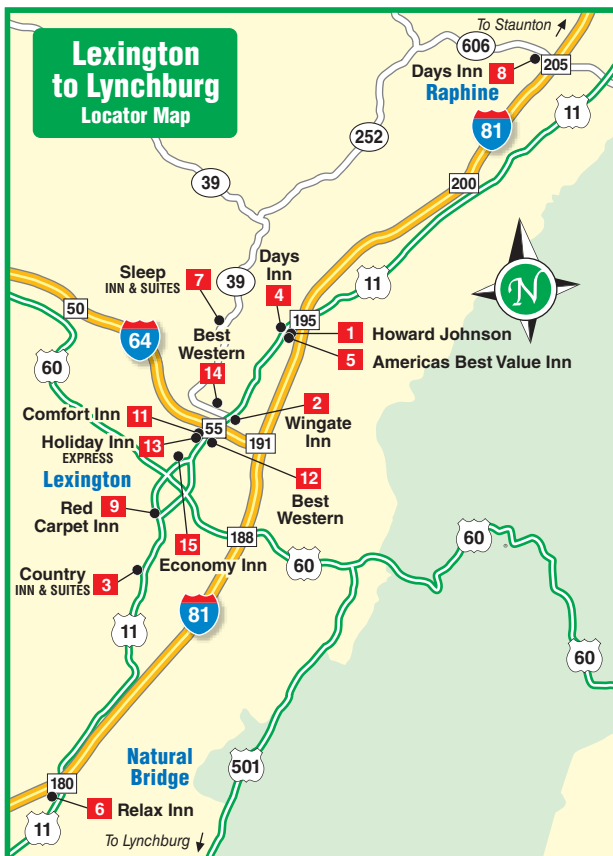 Lexington
to Lynchburg
Locator Map
To Staunton
606
Days Inn 8
205
Raphine
11
81
252
39
200
Sleep
INN & SUITES
7
39
Days
Inn
4
11
50
64
195
1 Howard Johnson
5 Americas Best Value Inn
N
60
Best
Western
14
2
Wingate
Inn
Comfort Inn 11
55
Holiday Inn 13
EXPRESS
191
Lexington
12
Best
Western
Red 9
Carpet Inn
15
Economy Inn
188
60
60
60
Country
INN & SUITES
3
81
11
Natural
Bridge
501
180
6 Relax Inn
11
To Lynchburg